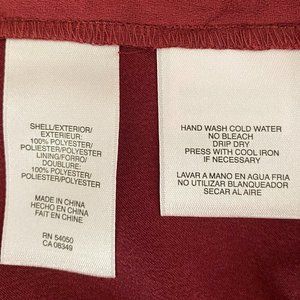 SHELL/EXTERIOR/
EXTERIEUR:
100% POLYESTER/
POLIESTER/POLYESTER
LINING/FORRO/
DOUBLURE:
100% POLYESTER/
POLIESTER/POLYESTER
MADE IN CHINA
HECHO EN CHINA
FAIT EN CHINE
RN 54050
CA 08349
HAND WASH COLD WATER
NO BLEACH
DRIP DRY
PRESS WITH COOL IRON
IF NECESSARY
LAVAR A MANO EN AGUA FRIA
NO UTILIZAR BLANQUEADOR
SECAR AL AIRE